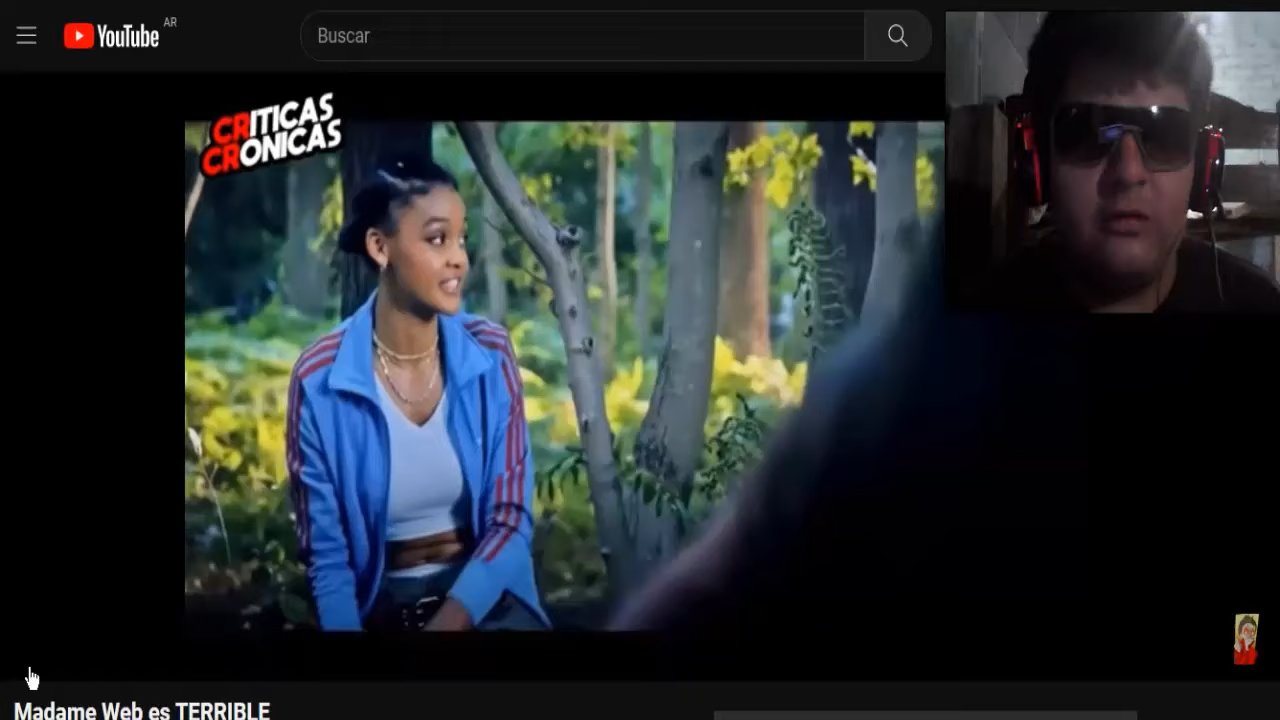 YouTube
AR
Buscar
CRITICAS
CRONICAS
Madame Web es TERRIBLE